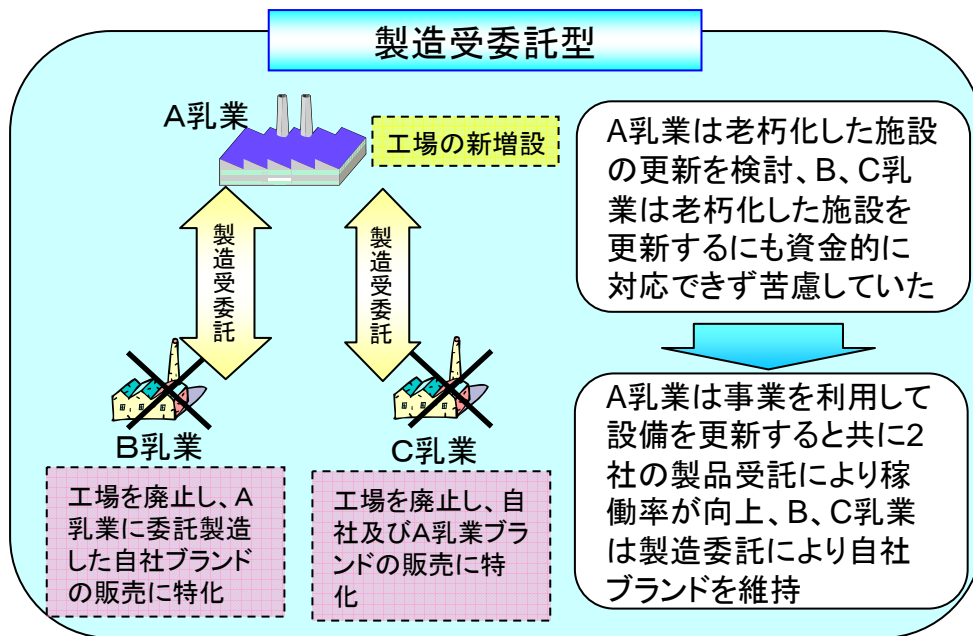 製造受委託型
A乳業
工場の新増設
製造受委託
製造受委託
B乳業
工場を廃止し、A
乳業に委託製造
した自社ブランド
の販売に特化
C乳業
工場を廃止し、自
社及びA乳業ブラ
ンドの販売に特
化
A乳業は老朽化した施設
の更新を検討、B、C乳
業は老朽化した施設を
更新するにも資金的に
対応できず苦慮していた
A乳業は事業を利用して
設備を更新すると共に2
社の製品受託により稼
働率が向上、B、C乳業
は製造委託により自社
ブランドを維持